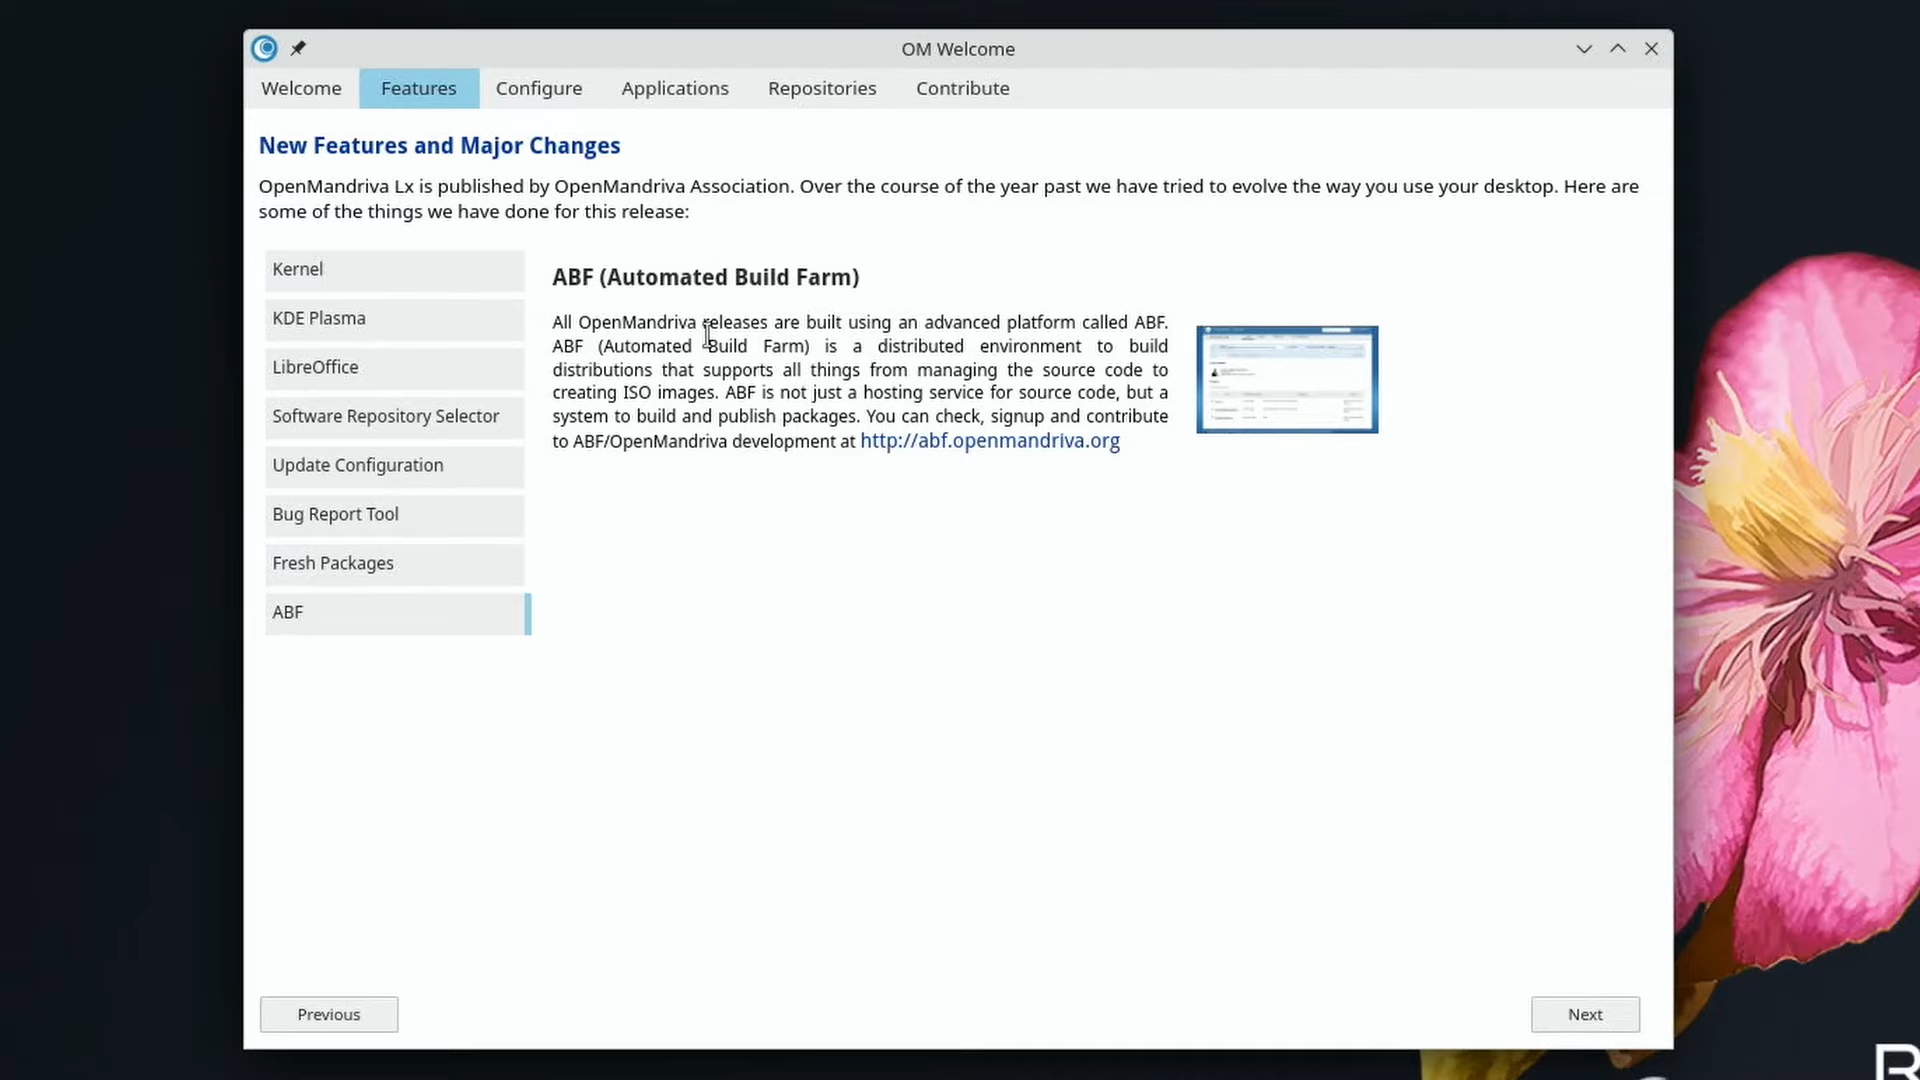 OM Welcome
Welcome
Features
Configure
Applications
Repositories
Contribute
New Features and Major Changes
OpenMandriva Lx is published by OpenMandriva Association. Over the course of the year past we have tried to evolve the way you use your desktop. Here are
some of the things we have done for this release:
Kernel
KDE Plasma
LibreOffice
Software Repository Selector
Update Configuration
Bug Report Tool
Fresh Packages
ABF
ABF (Automated Build Farm)
All OpenMandriva releases are built using an advanced platform called ABF.
ABF (Automated Build Farm) is a distributed environment to build
distributions that supports all things from managing the source code to
creating ISO images. ABF is not just a hosting service for source code, but a
system to build and publish packages. You can check, signup and contribute
to ABF/OpenMandriva development at http://abf.openmandriva.org
Previous
Next